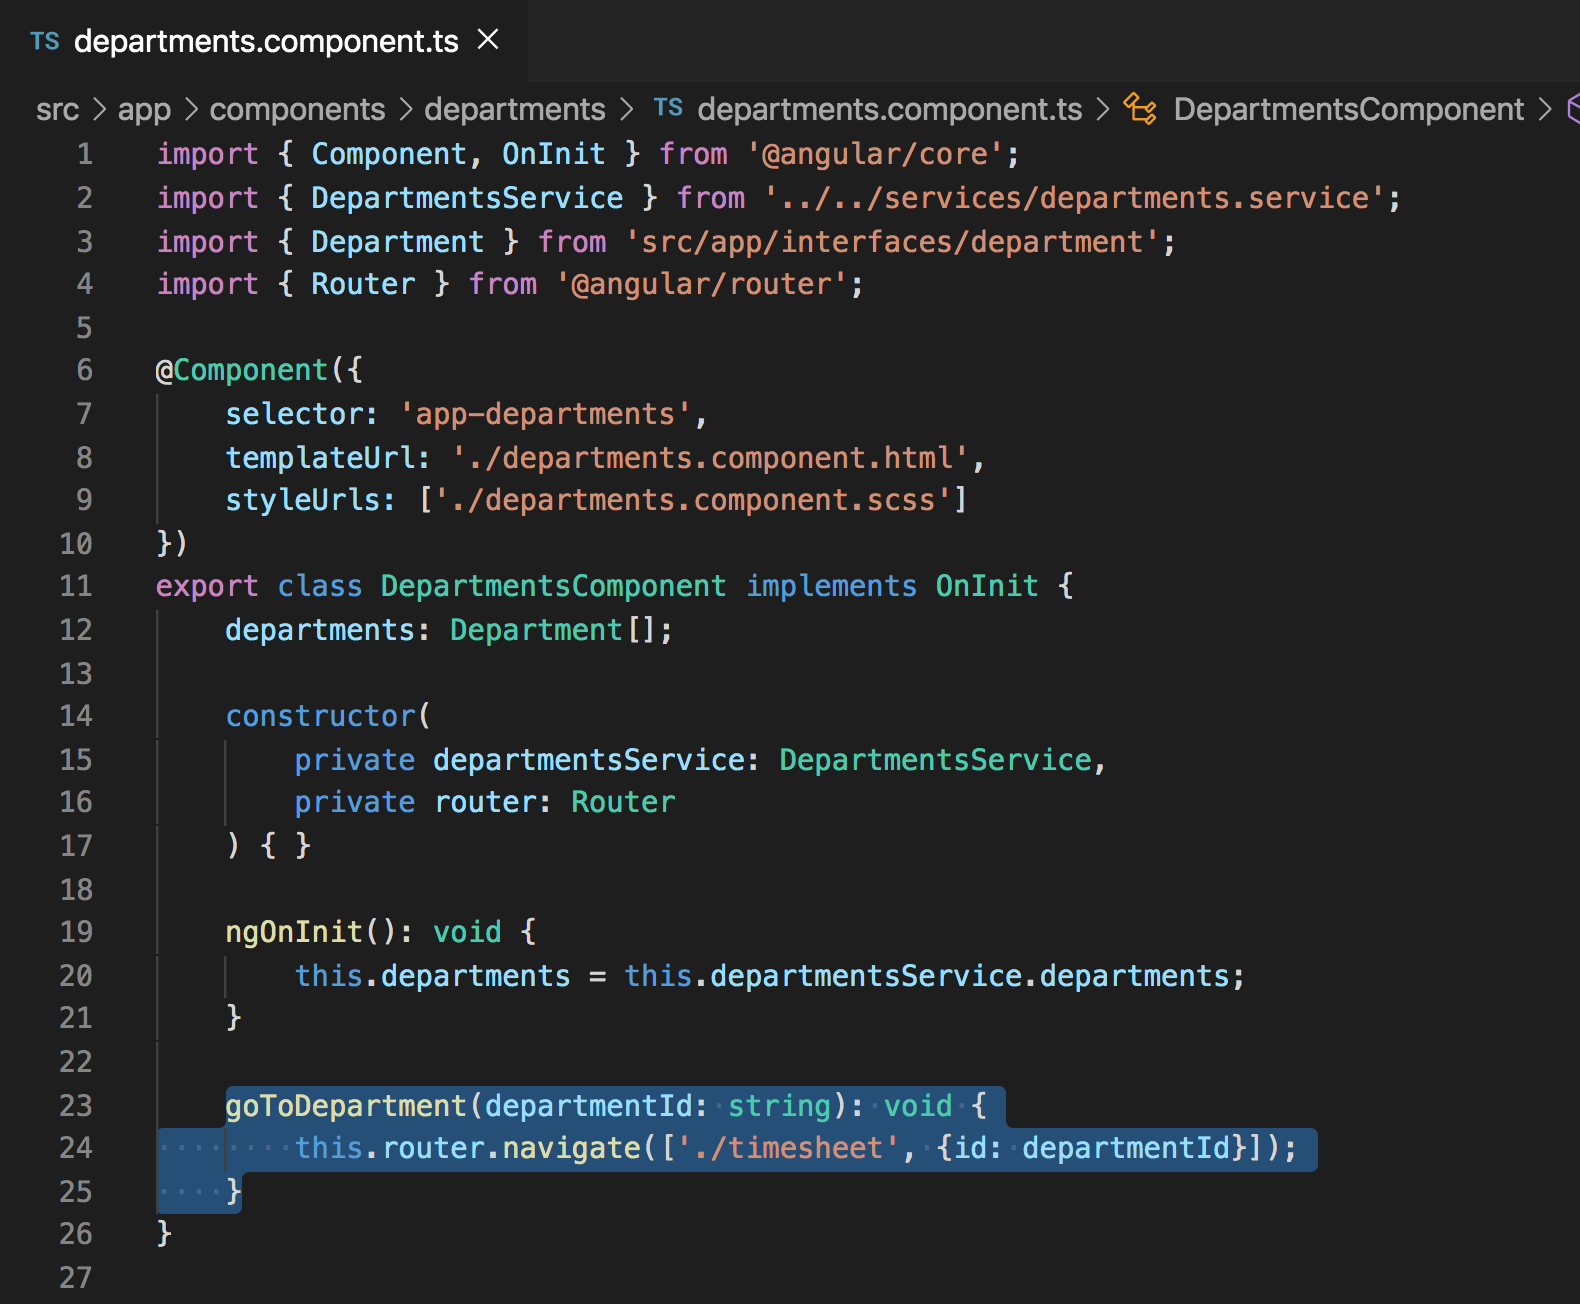 TS departments.component.ts ×
src > app > components > departments > TS departments.component.ts > DepartmentsComponent >
1 import { Component, OnInit } from '@angular/core';
2 import { DepartmentsService } from '../../services/departments.service';
3 import { Department } from 'src/app/interfaces/department';
4 import { Router } from '@angular/router';
5
6 @Component({
7     selector: 'app-departments',
8     templateUrl: './departments.component.html',
9     styleUrls: ['./departments.component.scss']
10 })
11 export class DepartmentsComponent implements OnInit {
12     departments: Department[];
13
14     constructor(
15         private departmentsService: DepartmentsService,
16         private router: Router
17     ) { }
18
19     ngOnInit(): void {
20         this.departments = this.departmentsService.departments;
21     }
22
23     goToDepartment(departmentId: string): void {
24         this.router.navigate(['./timesheet', {id: departmentId}]);
25     }
26 }
27